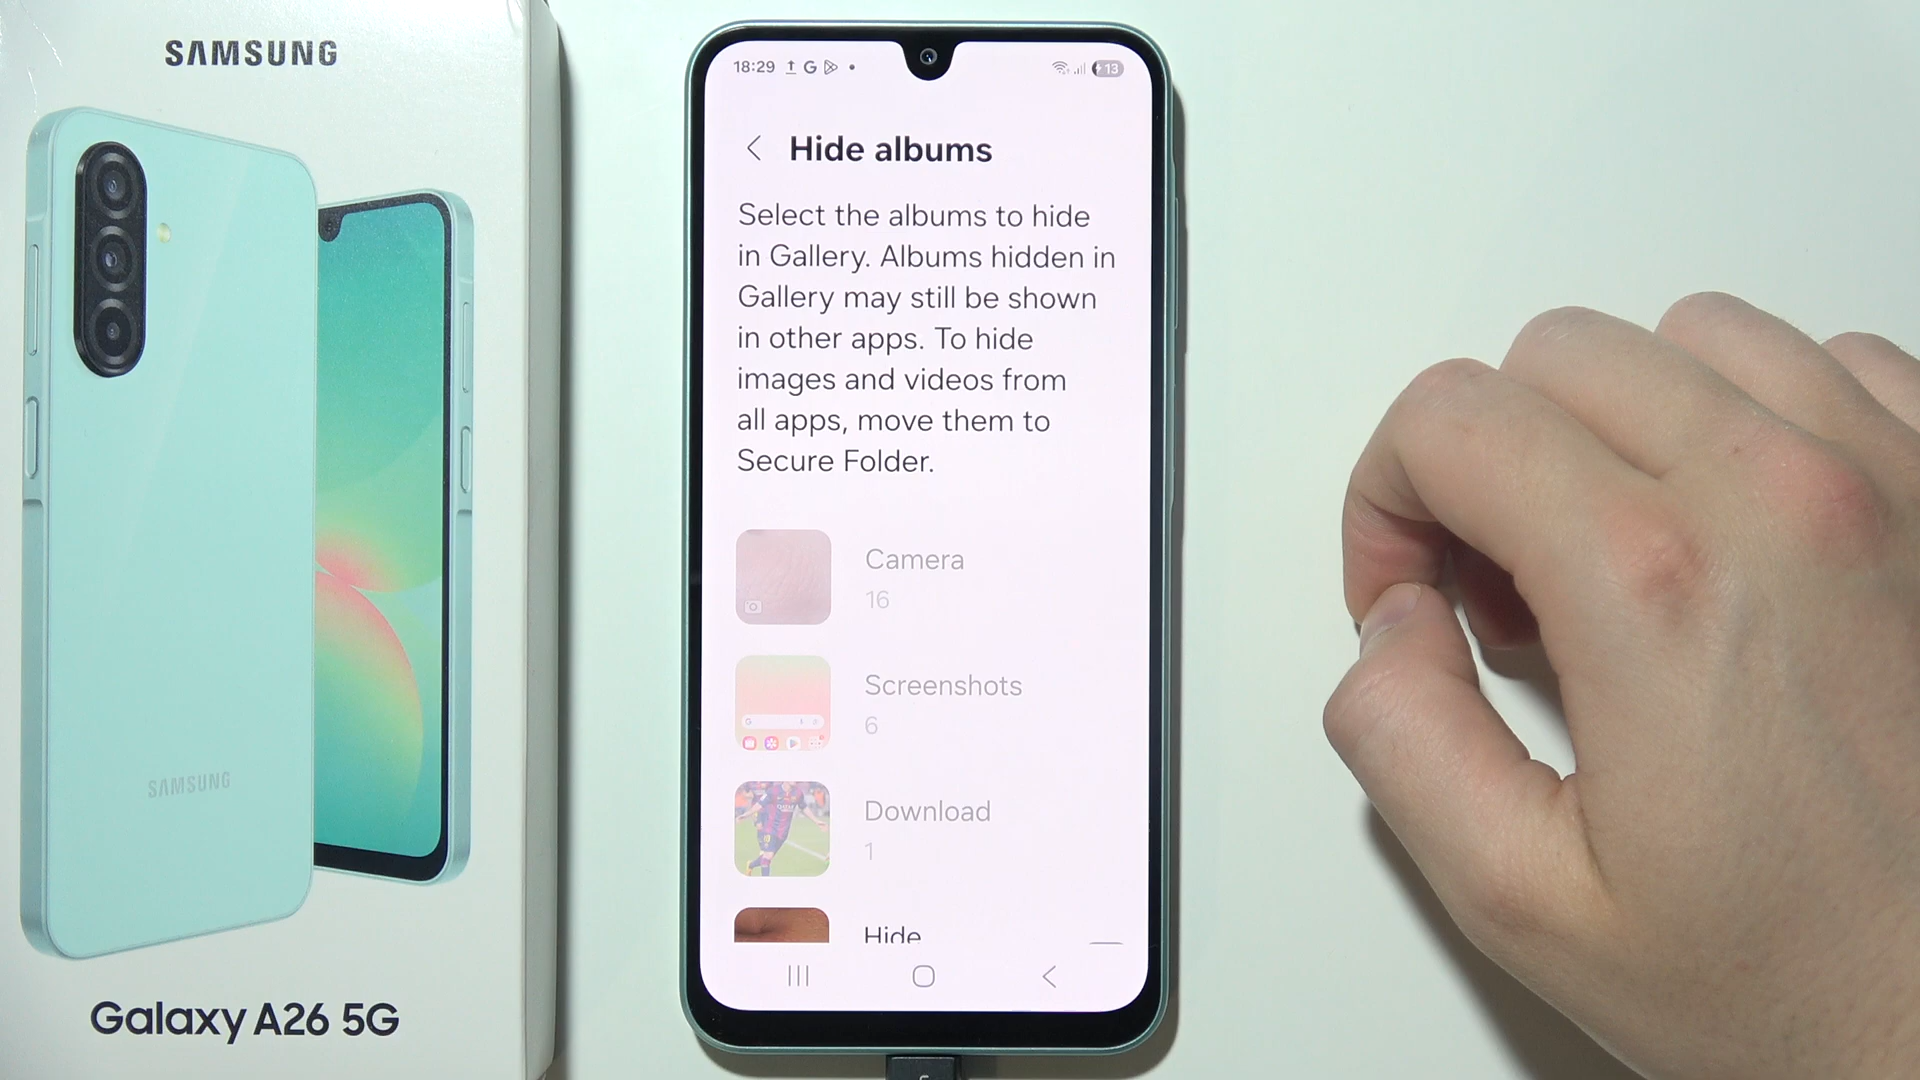 SAMSUNG
SAMSUNG
Galaxy A26 5G
18:29 G 13
Hide albums
Select the albums to hide
in Gallery. Albums hidden in
Gallery may still be shown
in other apps. To hide
images and videos from
all apps, move them to
Secure Folder.
Camera
16
Screenshots
6
Download
1
Hide